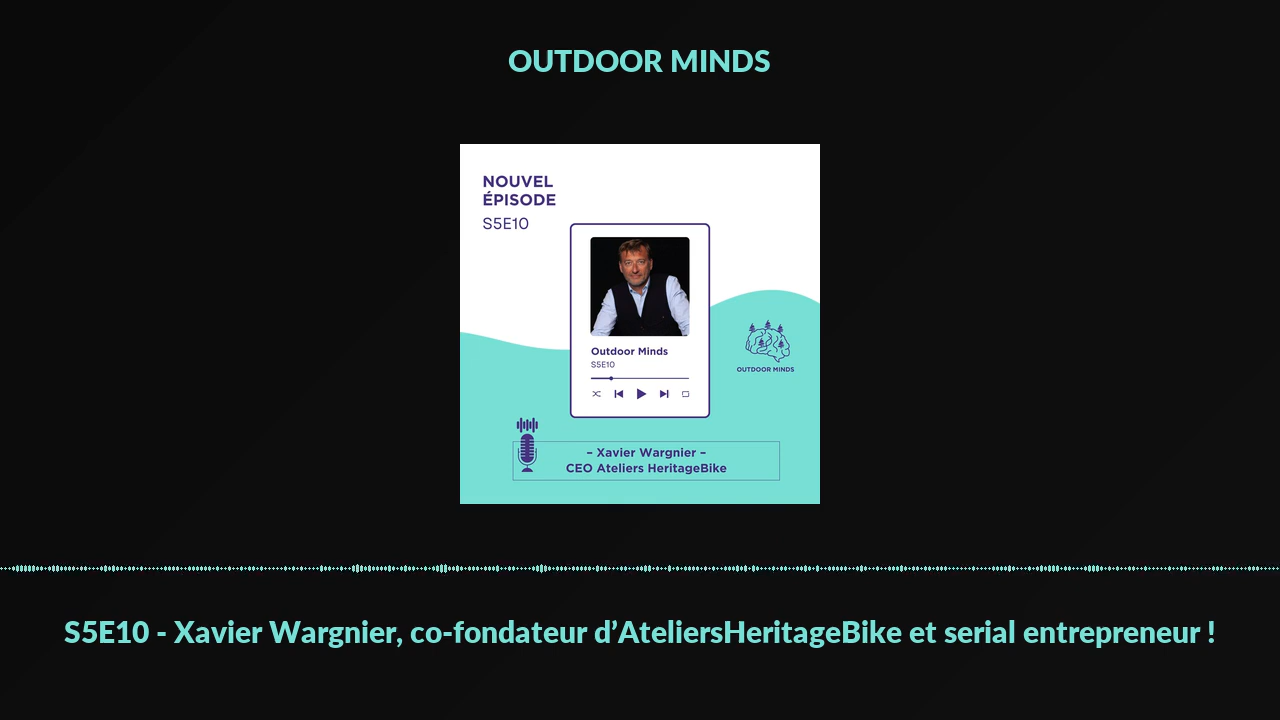 OUTDOOR MINDS
NOUVEL
ÉPISODE
S5E10
Outdoor Minds
S5E10
OUTDOOR MINDS
– Xavier Wargnier –
CEO Ateliers HeritageBike
S5E10 - Xavier Wargnier, co-fondateur d’AteliersHeritageBike et serial entrepreneur !